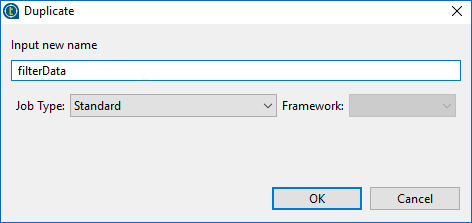 Duplicate
Input new name
filterData
Job Type: Standard Framework:
OK Cancel